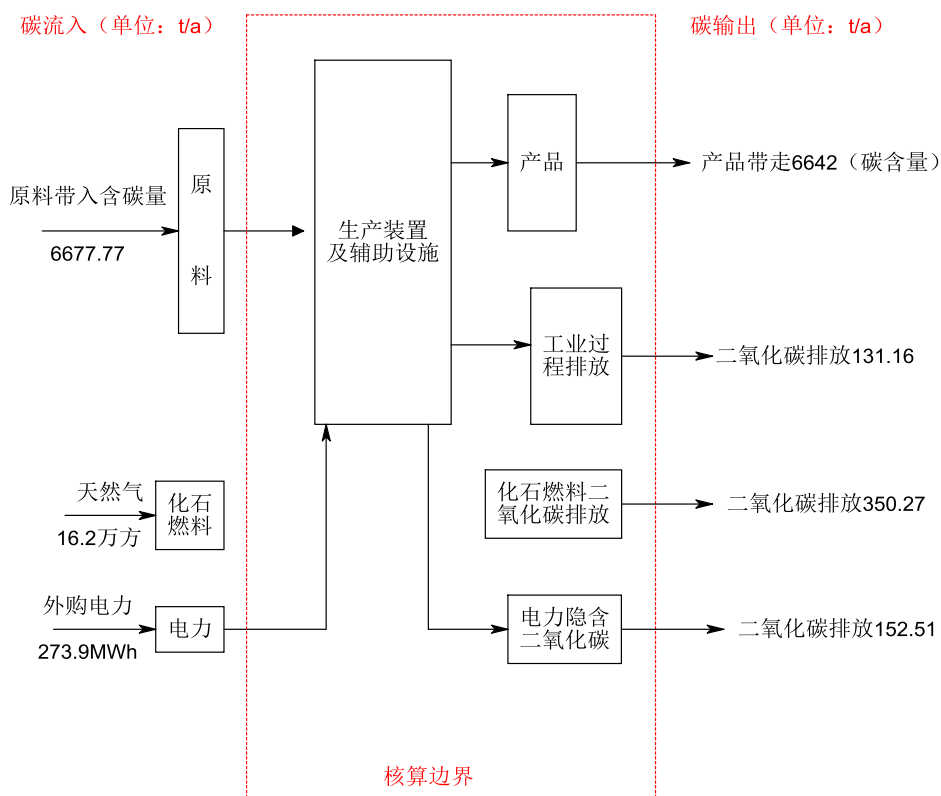 碳流入（单位：t/a）
碳输出（单位：t/a）
原料带入含碳量
6677.77
原
料
生产装置
及辅助设施
产品
产品带走6642（碳含量）
工业过
程排放
二氧化碳排放131.16
天然气
16.2万方
化石
燃料
化石燃料二
氧化碳排放
二氧化碳排放350.27
外购电力
273.9MWh
电力
电力隐含
二氧化碳
二氧化碳排放152.51
核算边界